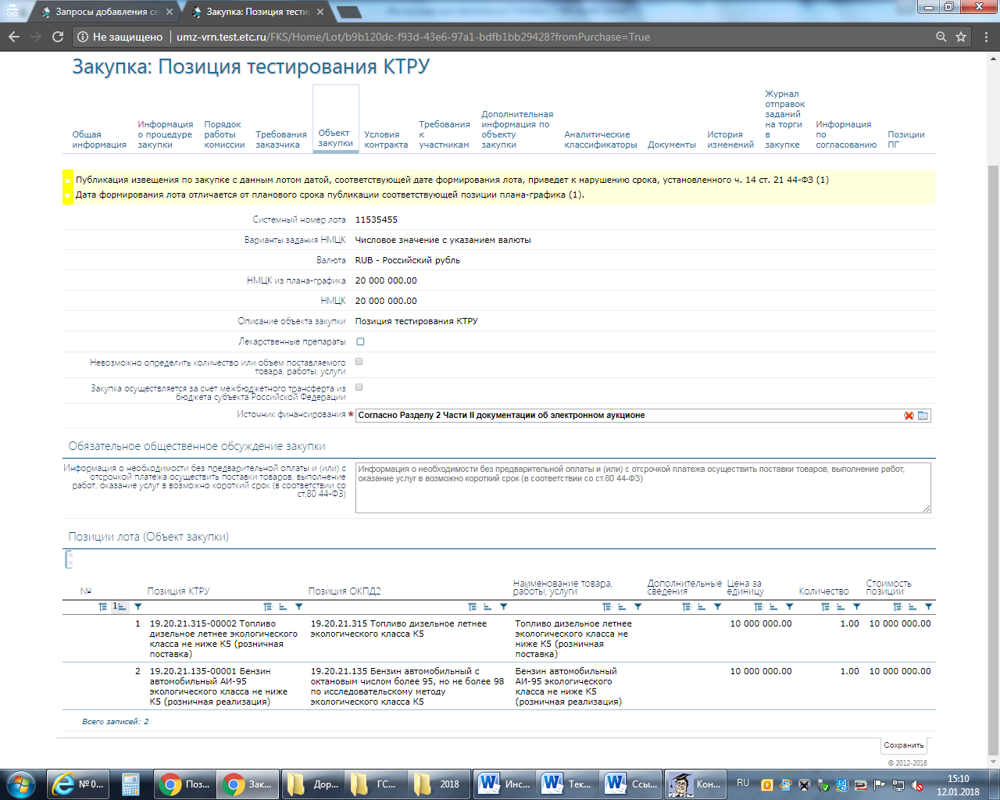 Запросы добавления се
Закупка: Позиция тести
Не защищено
umz-vrn.test.etc.ru/FKS/Home/Lot/b9b120dc-f93d-43e6-97a1-bdfb1bb29428?fromPurchase=True
Закупка: Позиция тестирования КТРУ
Общая
информация
Информация
о процедуре
закупки
Порядок
работы
комиссии
Требования
заказчика
Объект
закупки
Условия
контракта
Требования
к
участникам
Дополнительная
информация по
объекту
закупки
Аналитические
классификаторы
Документы
История
изменений
Журнал
отправок
заданий
на торги
в
закупке
Информация
по
согласованию
Позиции
ПГ
Публикация извещения по закупке с данным лотом датой, соответствующей дате формирования лота, приведет к нарушению срока, установленного ч. 14 ст. 21 44-ФЗ (1)
Дата формирования лота отличается от планового срока публикации соответствующей позиции плана-графика (1).
Системный номер лота 11535455
Варианты задания НМЦК Числовое значение с указанием валюты
Валюта RUB - Российский рубль
НМЦК из плана-графика 20 000 000.00
НМЦК 20 000 000.00
Описание объекта закупки Позиция тестирования КТРУ
Лекарственные препараты
Невозможно определить количество или объем поставляемого
товара, работы, услуги
Закупка осуществляется за счет межбюджетного трансферта из
бюджета субъекта Российской Федерации
Источник финансирования * Согласно Разделу 2 Части II документации об электронном аукционе
Обязательное общественное обсуждение закупки
Информация о необходимости без предварительной оплаты и (или) с
отсрочкой платежа осуществить поставки товаров, выполнение
работ, оказание услуг в возможно короткий срок (в соответствии со
ст.80 44-ФЗ)
Информация о необходимости без предварительной оплаты и (или) с отсрочкой платежа осуществить поставки товаров, выполнение работ,
оказание услуг в возможно короткий срок (в соответствии со ст.80 44-ФЗ)
Позиции лота (Объект закупки)
№
Позиция КТРУ
Позиция ОКПД2
Наименование товара,
работы, услуги
Дополнительные
сведения
Цена за
единицу
Количество
Стоимость
позиции
1
1
19.20.21.315-00002 Топливо
дизельное летнее экологического
класса не ниже К5 (розничная
поставка)
19.20.21.315 Топливо дизельное летнее
экологического класса К5
Топливо дизельное летнее
экологического класса не
ниже К5 (розничная
поставка)
10 000 000.00
1.00
10 000 000.00
2
19.20.21.135-00001 Бензин
автомобильный АИ-95
экологического класса не ниже
К5 (розничная реализация)
19.20.21.135 Бензин автомобильный с
октановым числом более 95, но не более 98
по исследовательскому методу
экологического класса К5
Бензин автомобильный
АИ-95 экологического
класса не ниже К5
(розничная реализация)
10 000 000.00
1.00
10 000 000.00
Всего записей: 2
Сохранить
© 2012-2018
№ 0...
Поз...
Зак...
Дор...
ГС...
2018
Инс...
Тек...
Ссы...
Кон...
RU
15:10
12.01.2018